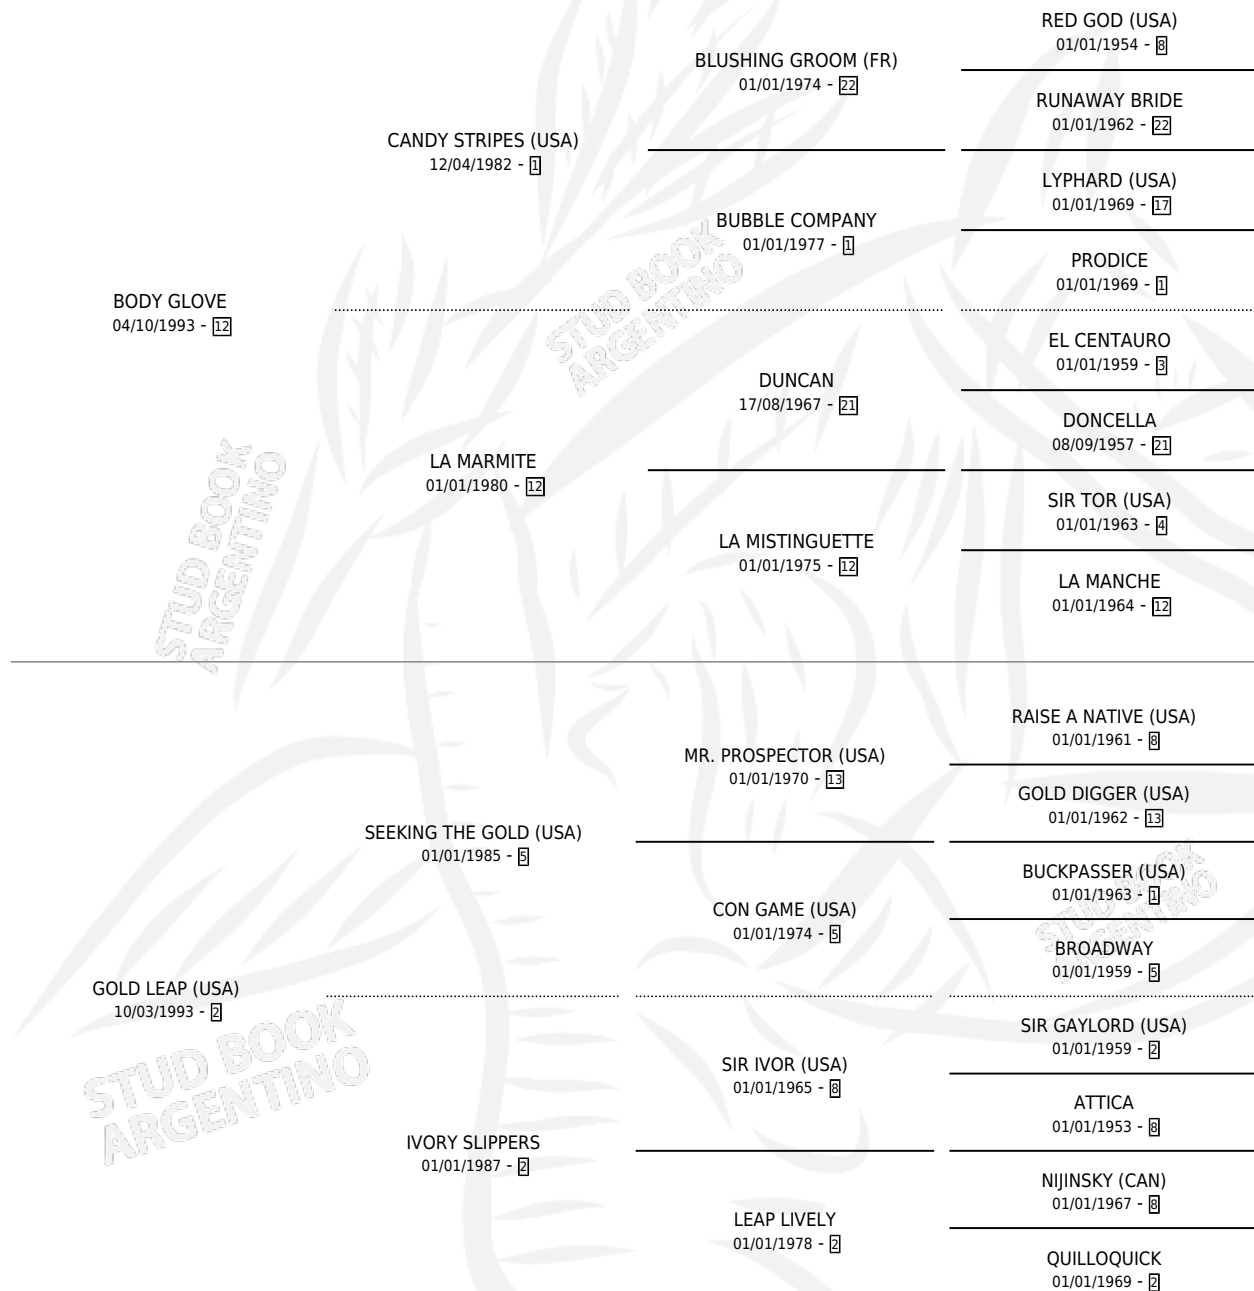 RED GOD (USA)
01/01/1954 - 8
BLUSHING GROOM (FR)
01/01/1974 - 22
RUNAWAY BRIDE
01/01/1962 - 22
CANDY STRIPES (USA)
12/04/1982 - 1
LYPHARD (USA)
01/01/1969 - 17
BUBBLE COMPANY
01/01/1977 - 1
PRODICE
01/01/1969 - 1
BODY GLOVE
04/10/1993 - 12
STUD BOOK
ARGENTINO
EL CENTAURO
01/01/1959 - 3
DUNCAN
17/08/1967 - 21
DONCELLA
08/09/1957 - 21
LA MARMITE
01/01/1980 - 12
SIR TOR (USA)
01/01/1963 - 4
LA MISTINGUETTE
01/01/1975 - 12
LA MANCHE
01/01/1964 - 12
STUD BOOK
ARGENTINO
RAISE A NATIVE (USA)
01/01/1961 - 8
MR. PROSPECTOR (USA)
01/01/1970 - 13
GOLD DIGGER (USA)
01/01/1962 - 13
SEEKING THE GOLD (USA)
01/01/1985 - 5
BUCKPASSER (USA)
01/01/1963 - 1
CON GAME (USA)
01/01/1974 - 5
STUD BOOK
ARGENTINO
BROADWAY
01/01/1959 - 5
GOLD LEAP (USA)
10/03/1993 - 2
STUD BOOK
ARGENTINO
SIR GAYLORD (USA)
01/01/1959 - 2
SIR IVOR (USA)
01/01/1965 - 8
ATTICA
01/01/1953 - 8
IVORY SLIPPERS
01/01/1987 - 2
NIJINSKY (CAN)
01/01/1967 - 8
LEAP LIVELY
01/01/1978 - 2
QUILLOQUICK
01/01/1969 - 2